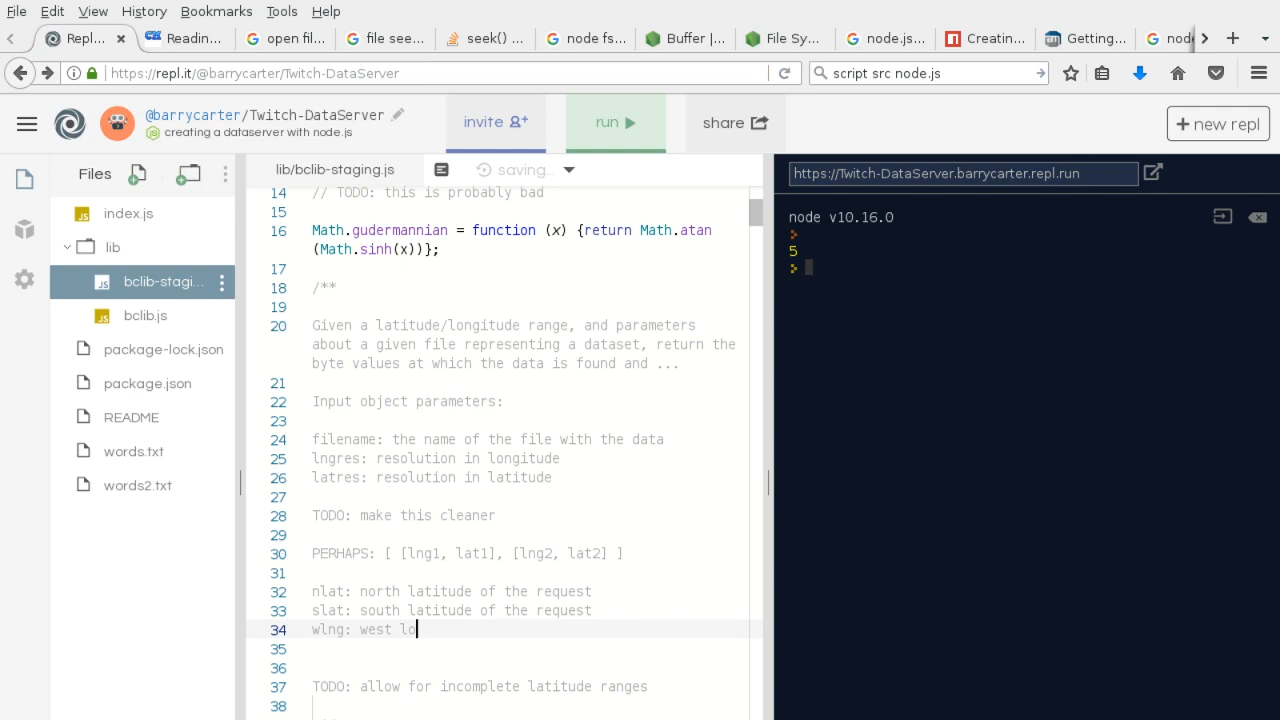 File Edit View History Bookmarks Tools Help
Repl... Readin... open fil... file see... seek() ... node fs... Buffer |... File Sy... node.js... Creatin... Getting... node
https://repl.it/@barrycarter/Twitch-DataServer
script src node.js
@barrycarter/Twitch-DataServer
creating a dataserver with node.js
invite
run
share
+ new repl
Files
index.js
lib
bclib-stagi...
bclib.js
package-lock.json
package.json
README
words.txt
words2.txt
lib/bclib-staging.js
saving...
14 // TODO: this is probably bad
15
16 Math.gudermannian = function (x) {return Math.atan
(Math.sinh(x))};
17
18 /**
19
20 Given a latitude/longitude range, and parameters
about a given file representing a dataset, return the
byte values at which the data is found and ...
21
22 Input object parameters:
23
24 filename: the name of the file with the data
25 lngres: resolution in longitude
26 latres: resolution in latitude
27
28 TODO: make this cleaner
29
30 PERHAPS: [ [lng1, lat1], [lng2, lat2] ]
31
32 nlat: north latitude of the request
33 slat: south latitude of the request
34 wlng: west lo
35
36
37 TODO: allow for incomplete latitude ranges
38
https://Twitch-DataServer.barrycarter.repl.run
node v10.16.0
5